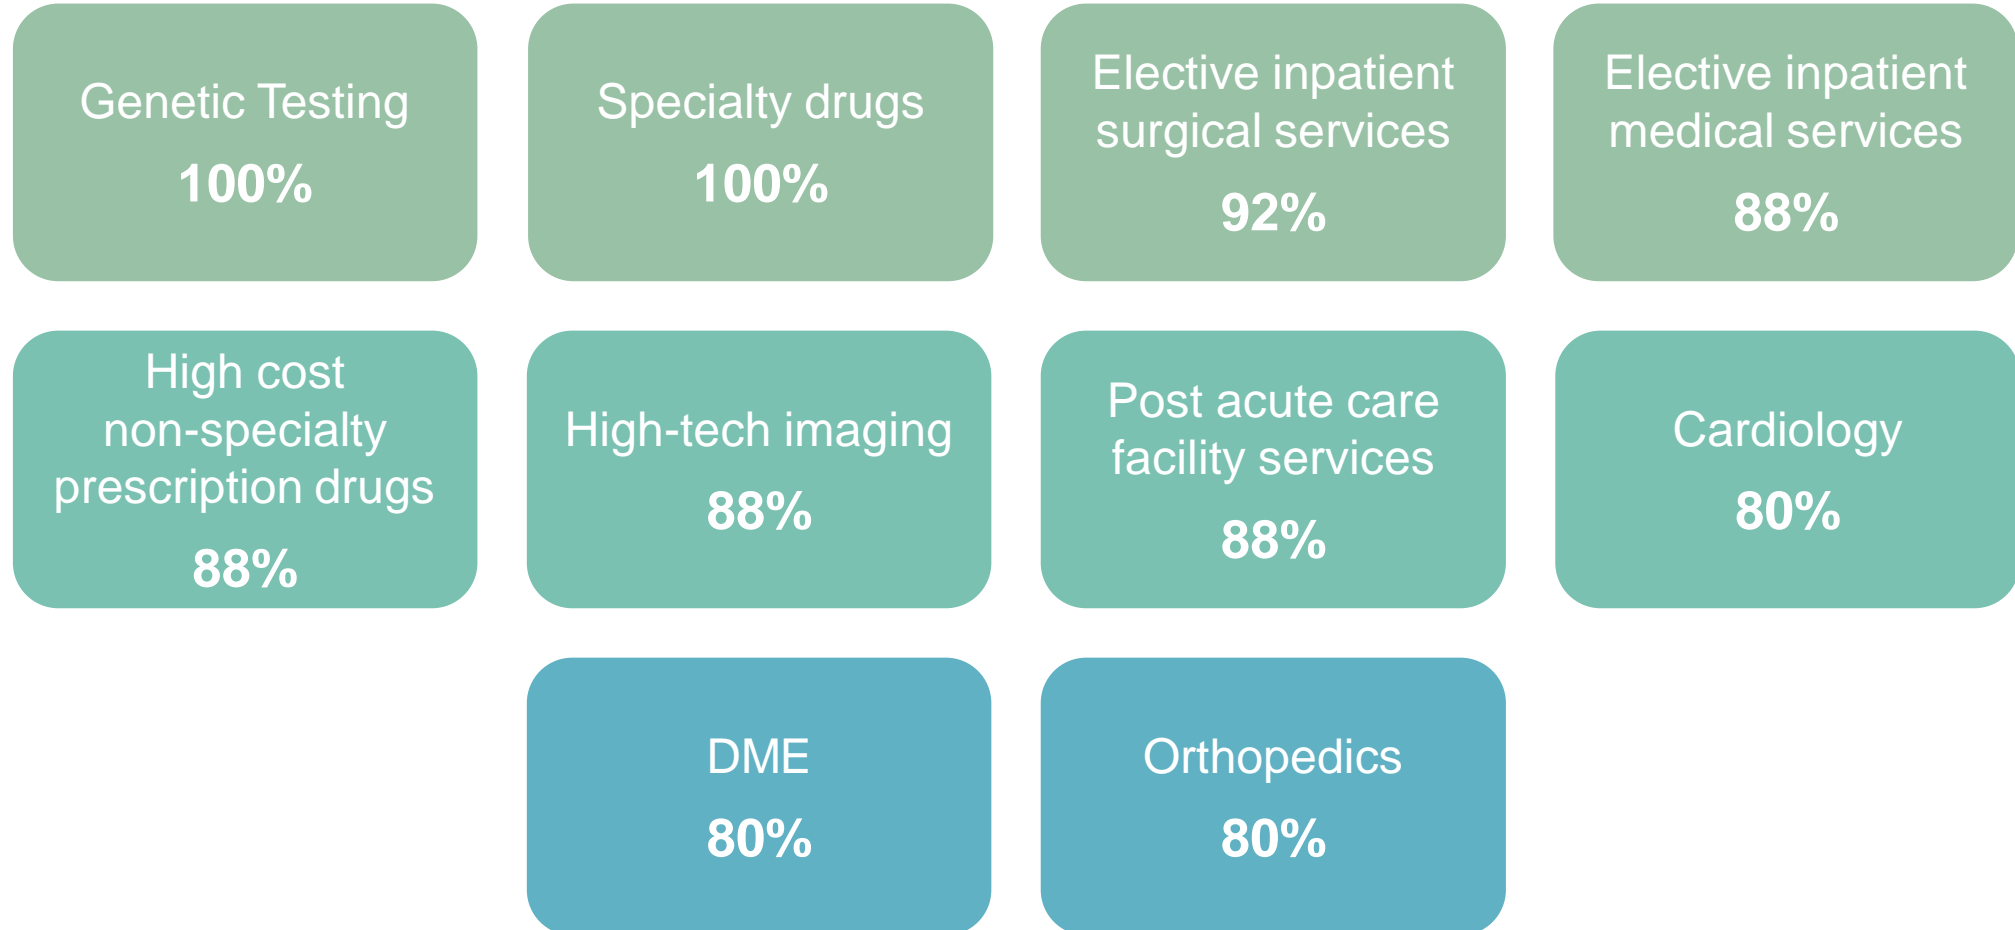 Genetic Testing
100%
Specialty drugs
100%
Elective inpatient
surgical services
92%
Elective inpatient
medical services
88%
High cost
non-specialty
prescription drugs
88%
High-tech imaging
88%
Post acute care
facility services
88%
Cardiology
80%
DME
80%
Orthopedics
80%